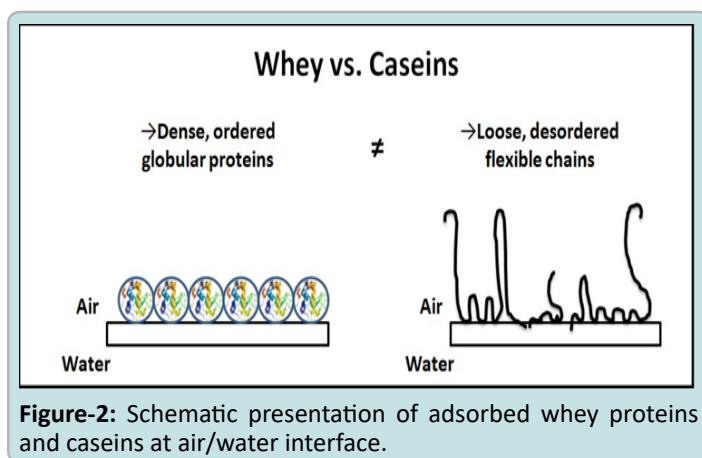 Whey vs. Caseins
→Dense, ordered
globular proteins
≠
→Loose, desordered
flexible chains
Air
Water
Air
Water
Figure-2: Schematic presentation of adsorbed whey proteins
and caseins at air/water interface.